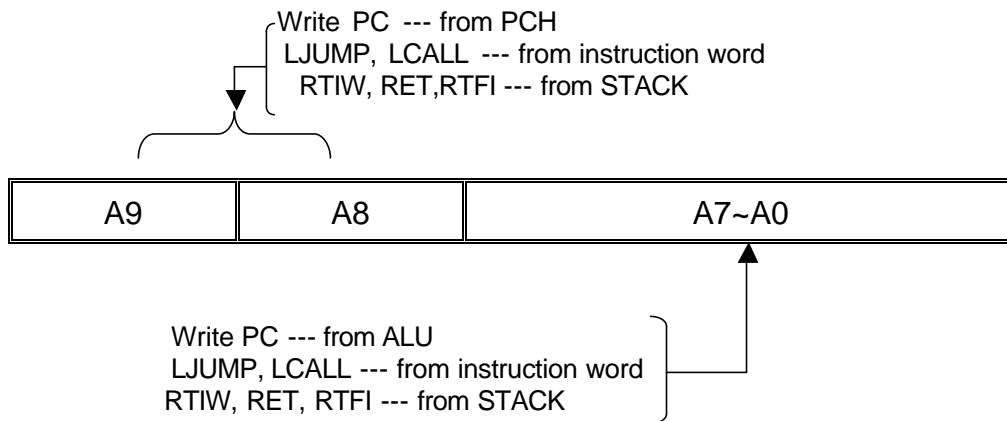 Write PC --- from PCH
LJUMP, LCALL --- from instruction word
RTIW, RET,RTFI --- from STACK
A9 A8 A7~A0
Write PC --- from ALU
LJUMP, LCALL --- from instruction word
RTIW, RET, RTFI --- from STACK